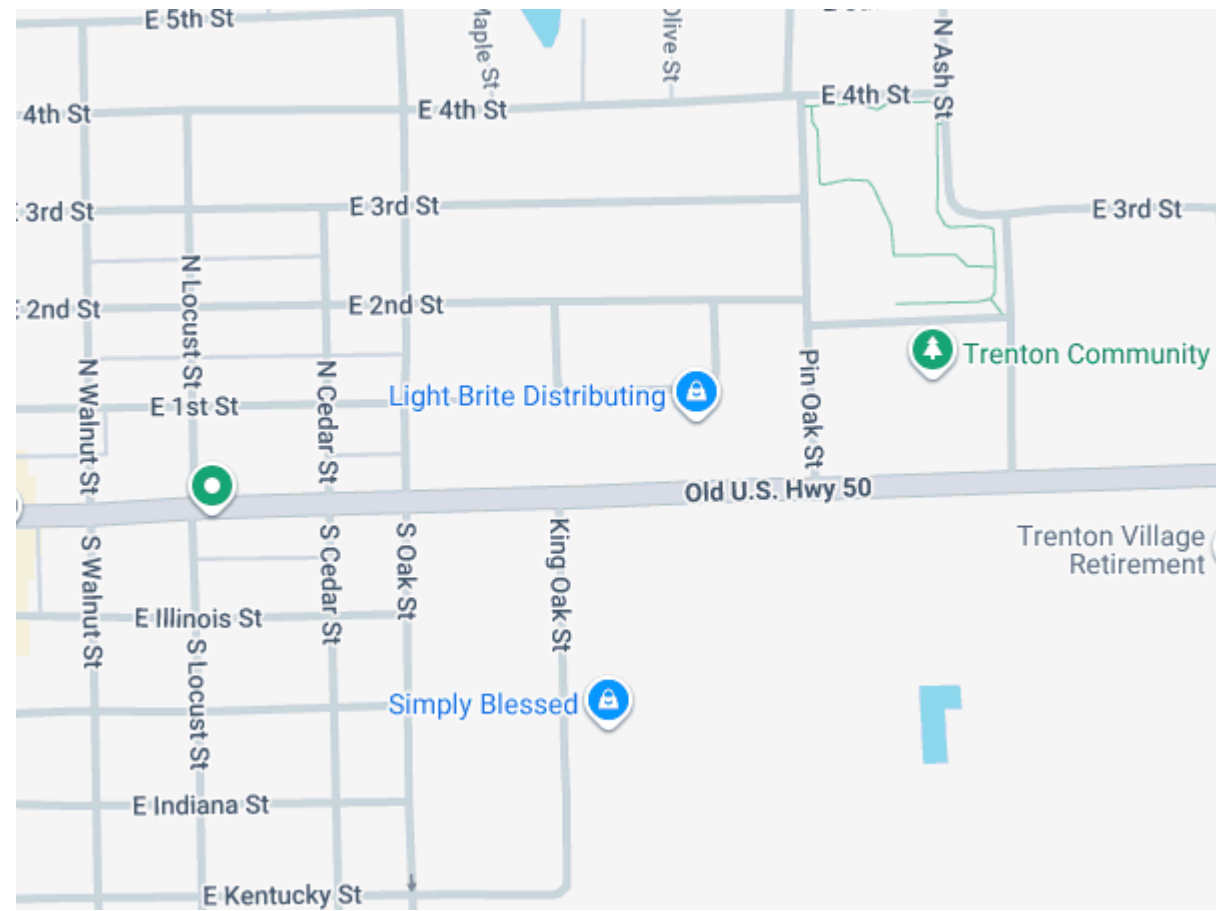 E 5th St
Maple St
Olive St
N Ash St
E 4th St
4th St
E 4th St
3rd St
E 3rd St
E 3rd St
N Locust St
2nd St
E 2nd St
Trenton Community
N Walnut St
N Cedar St
Pin Oak St
Light Brite Distributing
E 1st St
Old U.S. Hwy 50
Trenton Village
Retirement
S Walnut St
S Cedar St
S Oak St
King Oak St
E Illinois St
S Locust St
Simply Blessed
E Indiana St
E Kentucky St